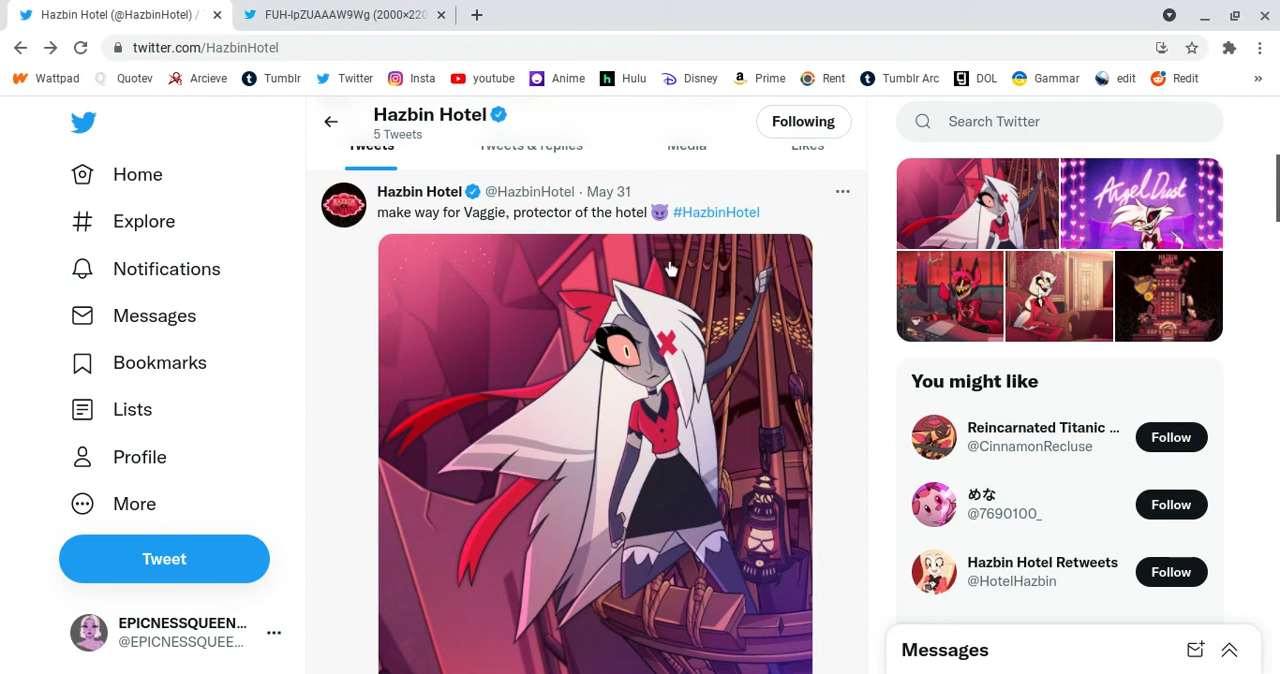 Hazbin Hotel (@HazbinHotel) /
FUH-IpZUAAAW9Wg (2000×220
twitter.com/HazbinHotel
Wattpad
Quotev
Arcieve
Tumblr
Twitter
Insta
youtube
Anime
Hulu
Disney
Prime
Rent
Tumblr Arc
DOL
Gammar
edit
Redit
Hazbin Hotel
5 Tweets
Following
Tweets
Tweets & replies
Media
Likes
Search Twitter
Home
Explore
Notifications
Messages
Bookmarks
Lists
Profile
More
Tweet
EPICNESSQUEEN...
@EPICNESSQUEE...
Hazbin Hotel @HazbinHotel · May 31
make way for Vaggie, protector of the hotel 😈 #HazbinHotel
Angel Dust
You might like
Reincarnated Titanic ...
@CinnamonRecluse
Follow
めな
@7690100_
Follow
Hazbin Hotel Retweets
@HotelHazbin
Follow
Messages